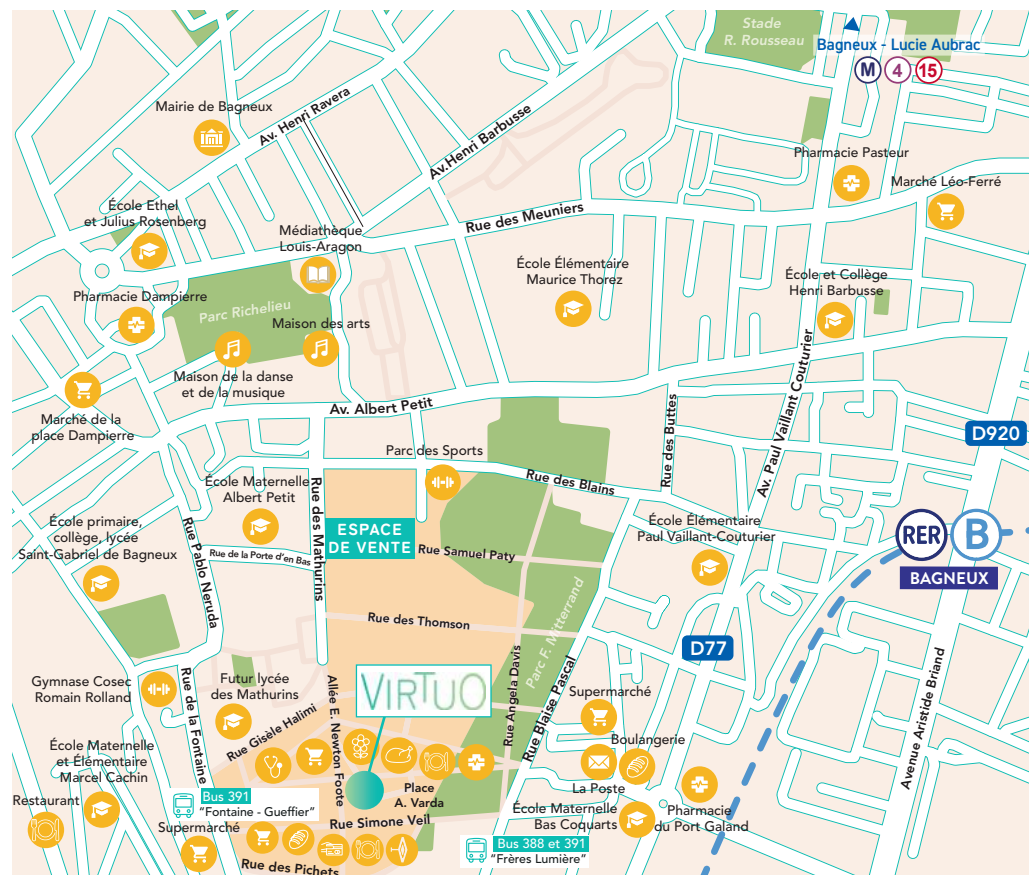 Stade
R. Rousseau
Bagneux - Lucie Aubrac
M 4 15
Mairie de Bagneux
Av. Henri Ravera
Av.Henri Barbusse
Pharmacie Pasteur
Marché Léo-Ferré
École Ethel
et Julius Rosenberg
Médiathèque
Louis-Aragon
Rue des Meuniers
École Élémentaire
Maurice Thorez
École et Collège
Henri Barbusse
Pharmacie Dampierre
Parc Richelieu
Maison des arts
Maison de la danse
et de la musique
Marché de la
place Dampierre
Av. Albert Petit
Av. Paul Vaillant Couturier
Rue des Buttes
D920
Parc des Sports
Rue des Blains
École Maternelle
Albert Petit
Rue des Mathurins
École primaire,
collège, lycée
Saint-Gabriel de Bagneux
Rue Pablo Neruda
Rue de la Porte d'en Bas
ESPACE
DE VENTE
Rue Samuel Paty
École Élémentaire
Paul Vaillant-Couturier
RER B
BAGNEUX
Rue des Thomson
Parc F. Mitterrand
D77
Rue Angela Davis
Rue Blaise Pascal
Avenue Aristide Briand
Gymnase Cosec
Romain Rolland
Rue de la Fontaine
Futur lycée
des Mathurins
Rue Gisèle Halimi
Allée E. Newton Foote
VIRTUO
Supermarché
Boulangerie
La Poste
École Maternelle
et Élémentaire
Marcel Cachin
Restaurant
Bus 391
"Fontaine - Gueffier"
Supermarché
Place
A. Varda
Rue Simone Veil
Rue des Pichets
École Maternelle
Bas Coquarts
Pharmacie
du Port Galand
Bus 388 et 391
"Frères Lumière"